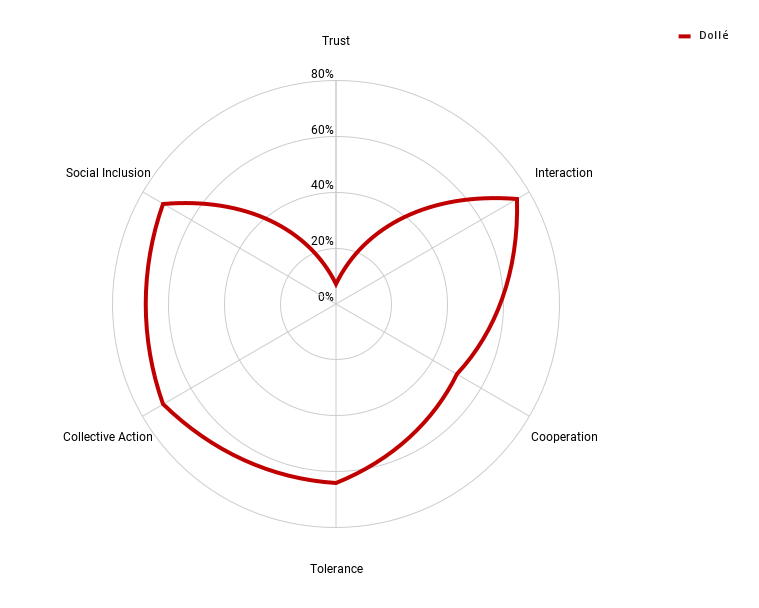 Dollé
Trust
80%
60%
Social Inclusion
Interaction
40%
20%
0%
Collective Action
Cooperation
Tolerance